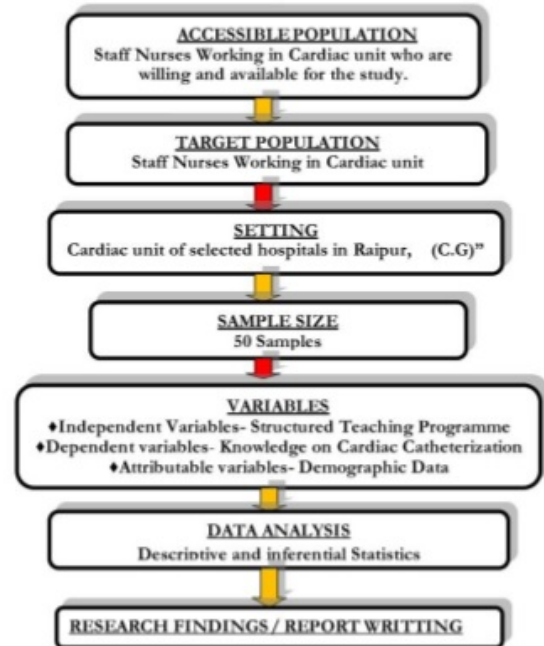 ACCESSIBLE POPULATION
Staff Nurses Working in Cardiac unit who are
willing and available for the study.
TARGET POPULATION
Staff Nurses Working in Cardiac unit
SETTING
Cardiac unit of selected hospitals in Raipur, (C.G)”
SAMPLE SIZE
50 Samples
VARIABLES
♦Independent Variables- Structured Teaching Programme
♦Dependent variables- Knowledge on Cardiac Catheterization
♦Attributable variables- Demographic Data
DATA ANALYSIS
Descriptive and inferential Statistics
RESEARCH FINDINGS / REPORT WRITTING